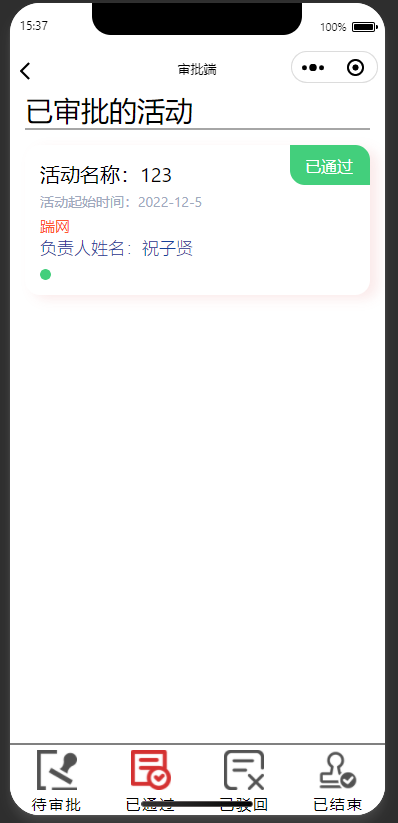 15:37
100%
审批端
已审批的活动
已通过
活动名称：123
活动起始时间：2022-12-5
踹网
负责人姓名：祝子贤
待审批
已通过
已驳回
已结束